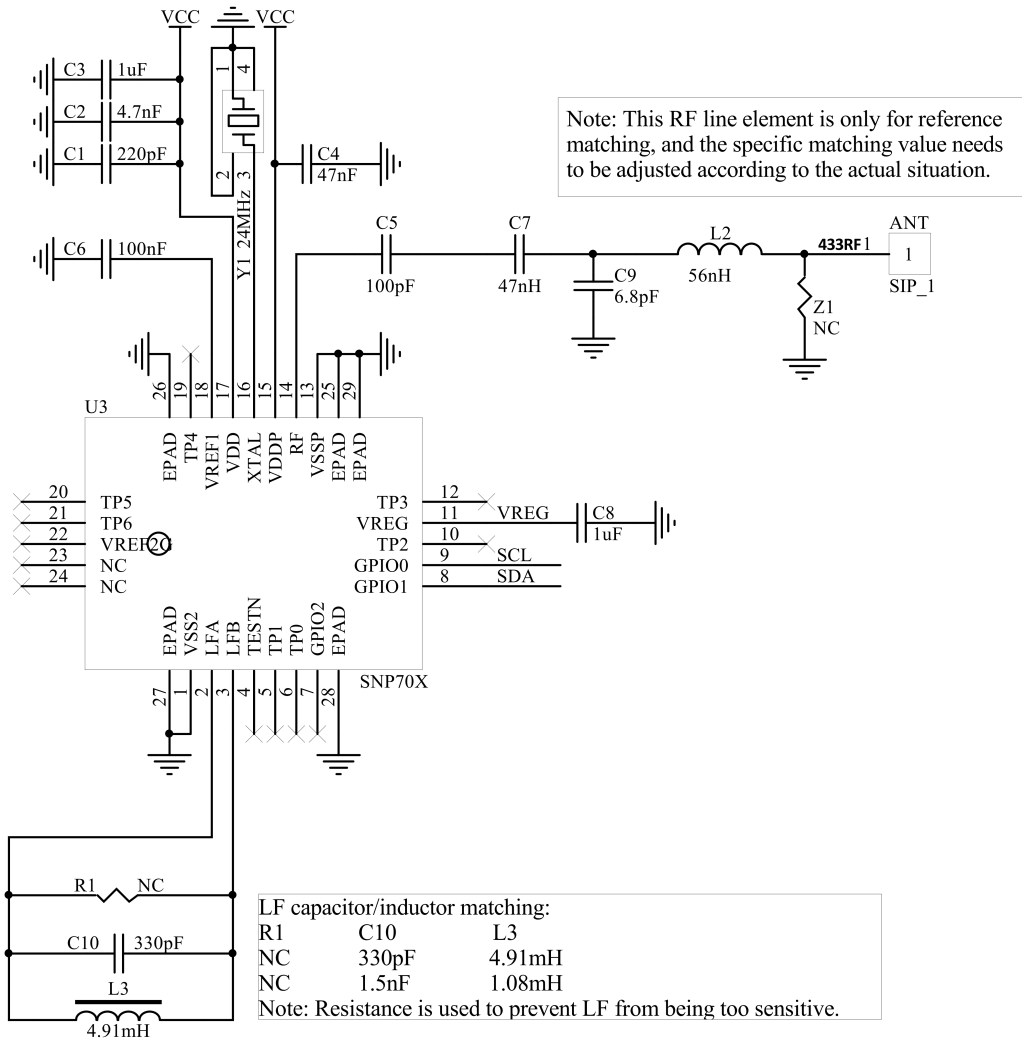 VCC VCC
C3 1uF
C2 4.7nF
C1 220pF
1 4
2 3
Y1 24MHz
C4
47nF
C6 100nF
Note: This RF line element is only for reference
matching, and the specific matching value needs
to be adjusted according to the actual situation.
C5
100pF
C7
47nH
C9
6.8pF
L2
56nH
433RF 1
ANT
1
SIP_1
Z1
NC
26 19 18 17 16 15 14 13 25 29
U3
EPAD TP4 VREF1 VDD XTAL VDDP RF VSSP EPAD EPAD
20 TP5
21 TP6
22 VREF2G
23 NC
24 NC
TP3 12
VREG 11 VREG
C8
1uF
TP2 10
GPIO0 9 SCL
GPIO1 8 SDA
EPAD VSS2 LFA LFB TESTN TP1 TP0 GPIO2 EPAD
SNP70X
27 1 2 3 4 5 6 7 28
R1 NC
C10 330pF
L3
4.91mH
LF capacitor/inductor matching:
R1 C10 L3
NC 330pF 4.91mH
NC 1.5nF 1.08mH
Note: Resistance is used to prevent LF from being too sensitive.